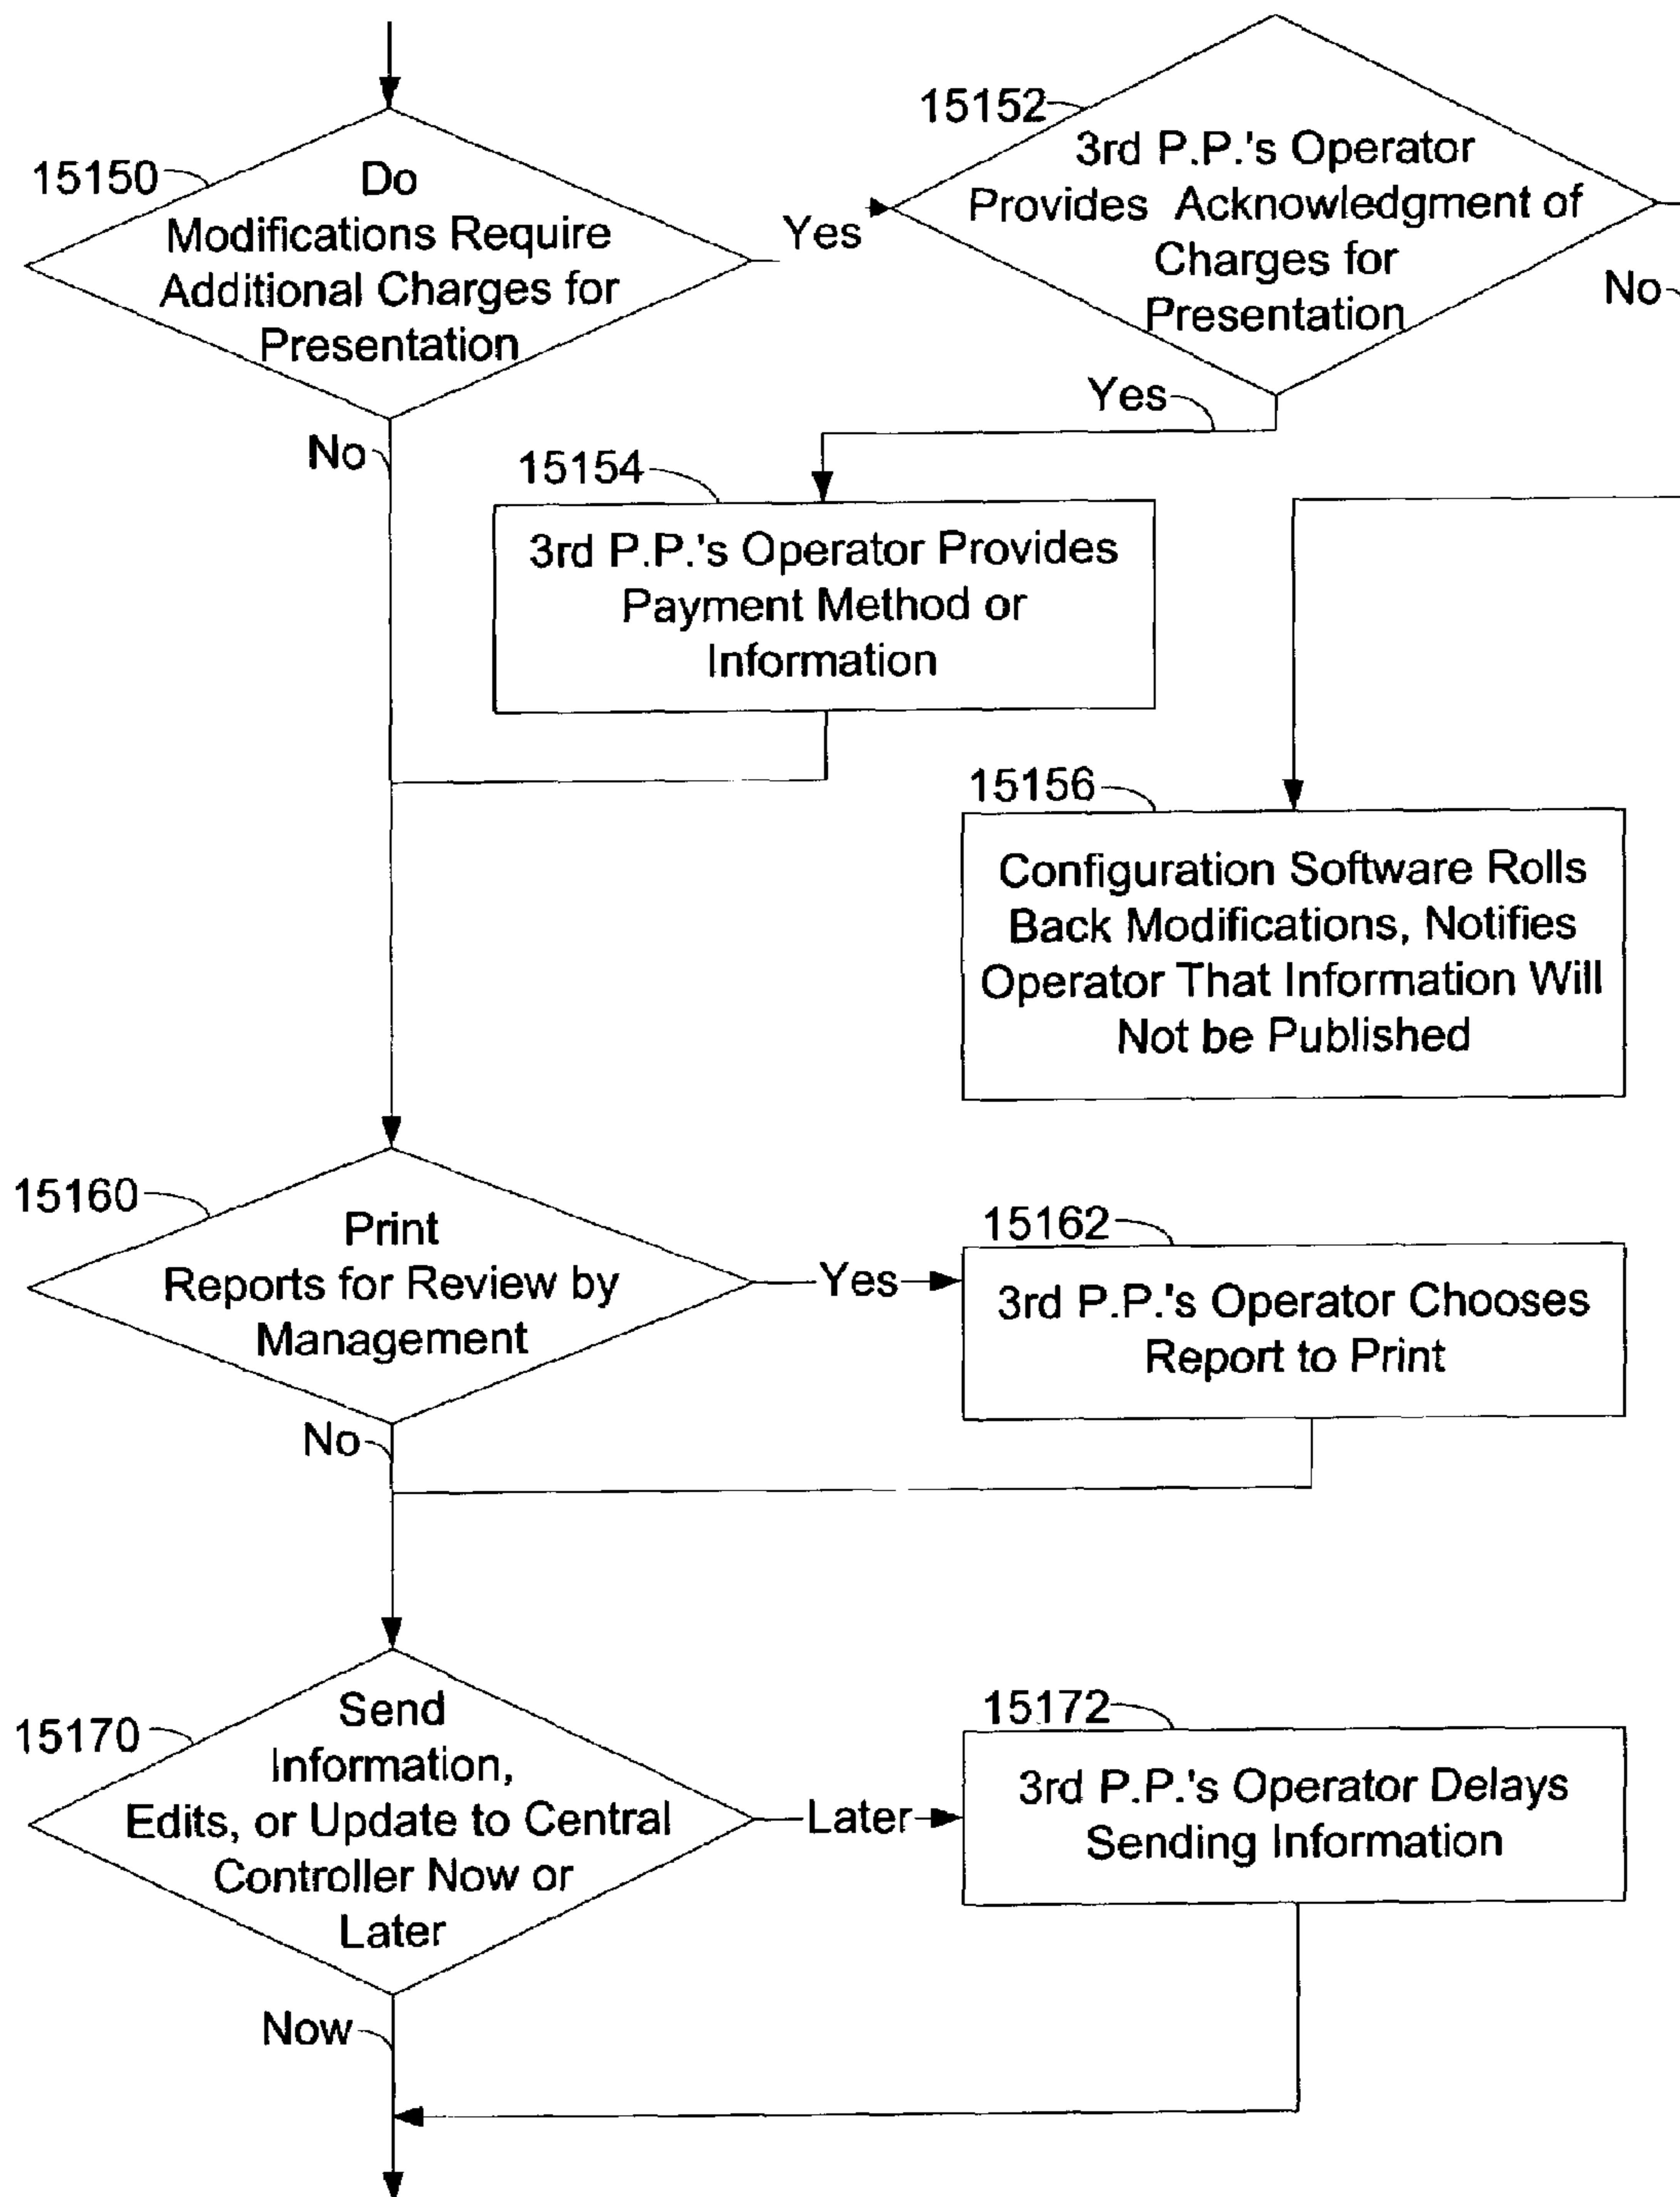 15150
Do
Modifications Require
Additional Charges for
Presentation
Yes
No
15152
3rd P.P.'s Operator
Provides Acknowledgment of
Charges for
Presentation
No
Yes
15154
3rd P.P.'s Operator Provides
Payment Method or
Information
15156
Configuration Software Rolls
Back Modifications, Notifies
Operator That Information Will
Not be Published
15160
Print
Reports for Review by
Management
Yes
No
15162
3rd P.P.'s Operator Chooses
Report to Print
15170
Send
Information,
Edits, or Update to Central
Controller Now or
Later
Later
Now
15172
3rd P.P.'s Operator Delays
Sending Information